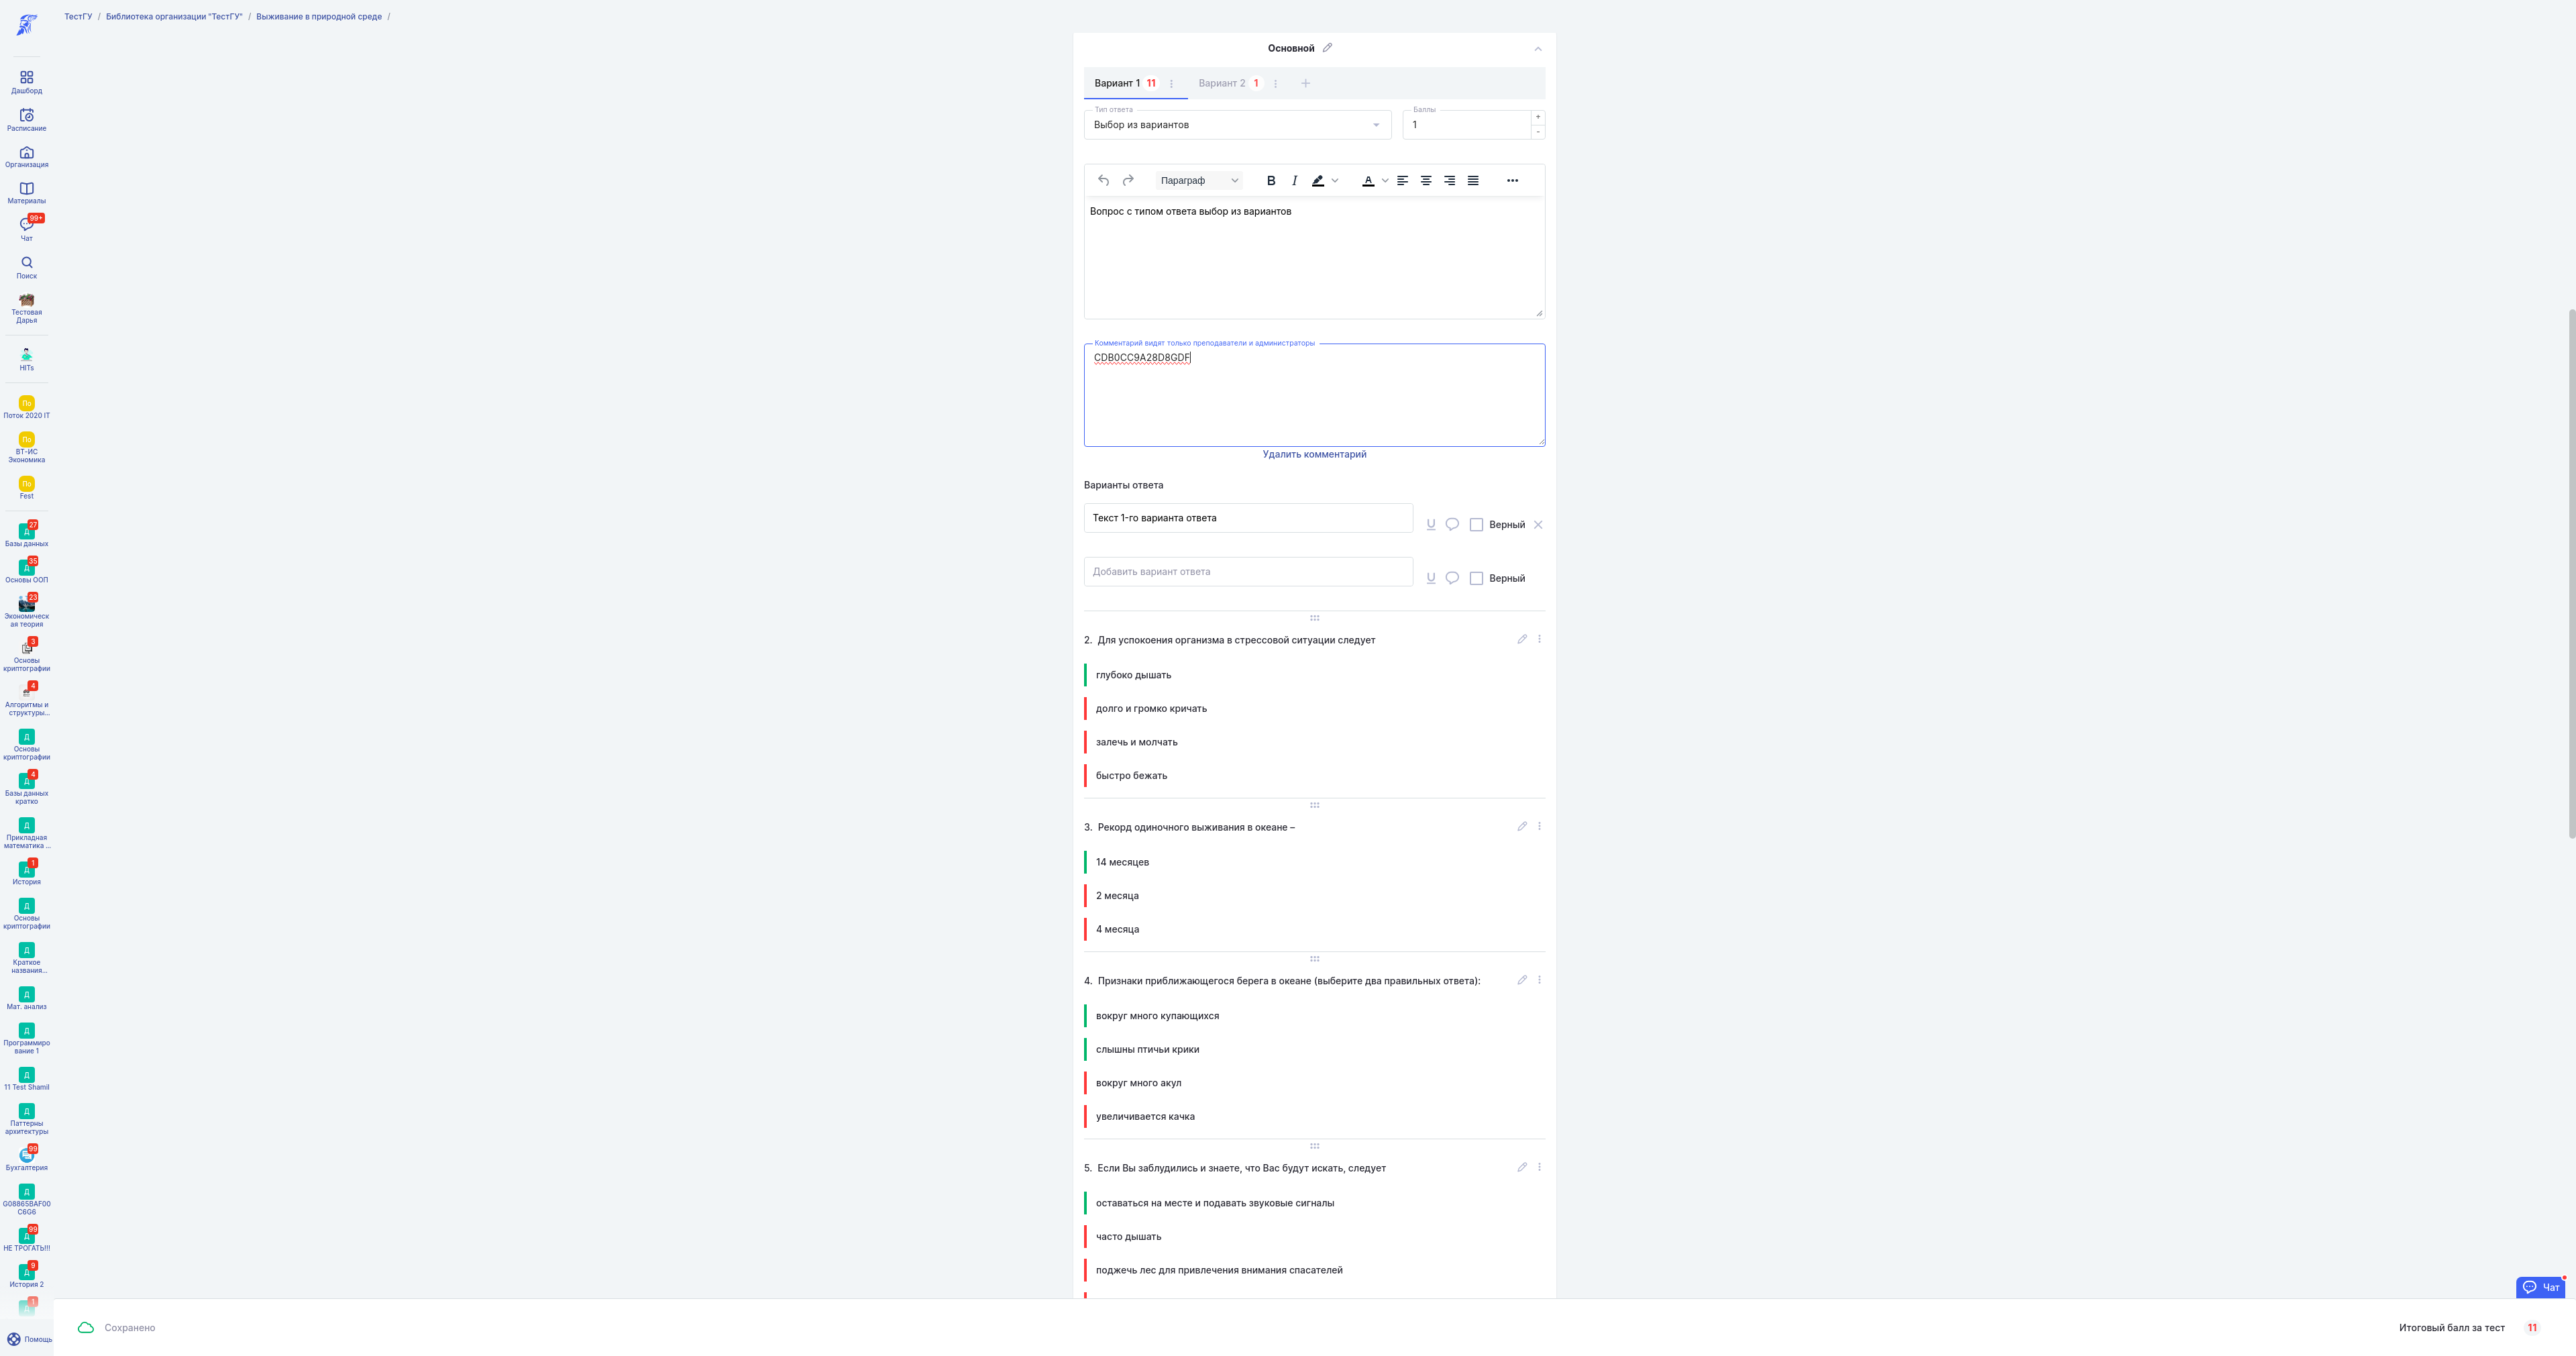 ТестГУ / Библиотека организации "ТестГУ" / Выживание в природной среде /
Дашборд
Расписание
Организация
Материалы
99+
Чат
Поиск
Тестовая
Дарья
HITs
По
Поток 2020 IT
По
ВТ-ИС
Экономика
По
Fest
27
Д
Базы данных
35
Д
Основы ООП
23
Экономическ
ая теория
3
Основы
криптографии
4
Алгоритмы и
структуры...
Д
Основы
криптографии
4
Д
Базы данных
кратко
Д
Прикладная
математика ...
1
Д
История
Д
Основы
криптографии
Д
Краткое
названия...
Д
Мат. анализ
Д
Программиро
вание 1
Д
11 Test Shamil
Д
Паттерны
архитектуры
99
Бухгалтерия
Д
G08865BAF00
C6G6
99
Д
НЕ ТРОГАТЬ!!!
9
Д
История 2
1
Д
Помощь
Основной
Вариант 1 11
Вариант 2 1
Тип ответа
Выбор из вариантов
Баллы
1
+
-
Параграф
B I A
Вопрос с типом ответа выбор из вариантов
Комментарий видят только преподаватели и администраторы
CDB0CC9A28D8GDF
Удалить комментарий
Варианты ответа
Текст 1-го варианта ответа
U
Верный
Добавить вариант ответа
U
Верный
2. Для успокоения организма в стрессовой ситуации следует
глубоко дышать
долго и громко кричать
залечь и молчать
быстро бежать
3. Рекорд одиночного выживания в океане –
14 месяцев
2 месяца
4 месяца
4. Признаки приближающегося берега в океане (выберите два правильных ответа):
вокруг много купающихся
слышны птичьи крики
вокруг много акул
увеличивается качка
5. Если Вы заблудились и знаете, что Вас будут искать, следует
оставаться на месте и подавать звуковые сигналы
часто дышать
поджечь лес для привлечения внимания спасателей
Чат
Сохранено
Итоговый балл за тест 11